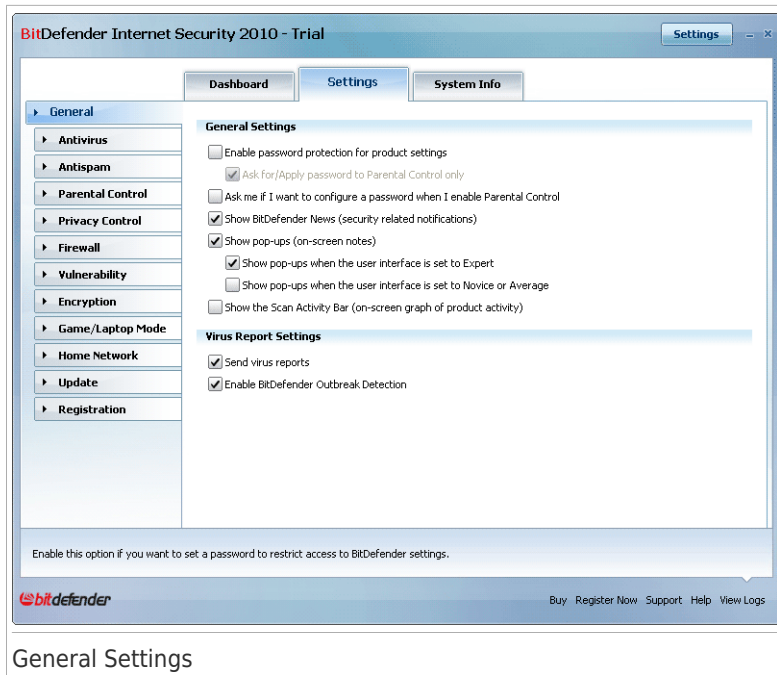 BitDefender Internet Security 2010 - Trial
Settings
Dashboard
Settings
System Info
General
Antivirus
Antispam
Parental Control
Privacy Control
Firewall
Vulnerability
Encryption
Game/Laptop Mode
Home Network
Update
Registration
General Settings
Enable password protection for product settings
Ask for/Apply password to Parental Control only
Ask me if I want to configure a password when I enable Parental Control
Show BitDefender News (security related notifications)
Show pop-ups (on-screen notes)
Show pop-ups when the user interface is set to Expert
Show pop-ups when the user interface is set to Novice or Average
Show the Scan Activity Bar (on-screen graph of product activity)
Virus Report Settings
Send virus reports
Enable BitDefender Outbreak Detection
Enable this option if you want to set a password to restrict access to BitDefender settings.
bitdefender
Buy Register Now Support Help View Logs
General Settings